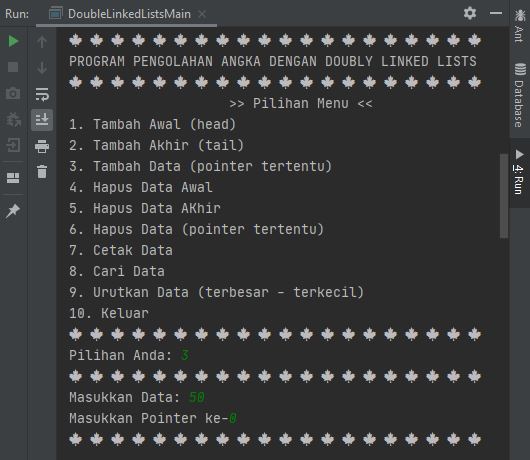 Run: DoubleLinkedListsMain
🍁 🍁 🍁 🍁 🍁 🍁 🍁 🍁 🍁 🍁 🍁 🍁 🍁 🍁 🍁 🍁 🍁 🍁 🍁 🍁
PROGRAM PENGOLAHAN ANGKA DENGAN DOUBLY LINKED LISTS
🍁 🍁 🍁 🍁 🍁 🍁 🍁 🍁 🍁 🍁 🍁 🍁 🍁 🍁 🍁 🍁 🍁 🍁 🍁 🍁
>> Pilihan Menu <<
1. Tambah Awal (head)
2. Tambah Akhir (tail)
3. Tambah Data (pointer tertentu)
4. Hapus Data Awal
5. Hapus Data AKhir
6. Hapus Data (pointer tertentu)
7. Cetak Data
8. Cari Data
9. Urutkan Data (terbesar - terkecil)
10. Keluar
🍁 🍁 🍁 🍁 🍁 🍁 🍁 🍁 🍁 🍁 🍁 🍁 🍁 🍁 🍁 🍁 🍁 🍁 🍁 🍁
Pilihan Anda: 3
🍁 🍁 🍁 🍁 🍁 🍁 🍁 🍁 🍁 🍁 🍁 🍁 🍁 🍁 🍁 🍁 🍁 🍁 🍁 🍁
Masukkan Data: 50
Masukkan Pointer ke-0
🍁 🍁 🍁 🍁 🍁 🍁 🍁 🍁 🍁 🍁 🍁 🍁 🍁 🍁 🍁 🍁 🍁 🍁 🍁 🍁
Ant
Database
4: Run